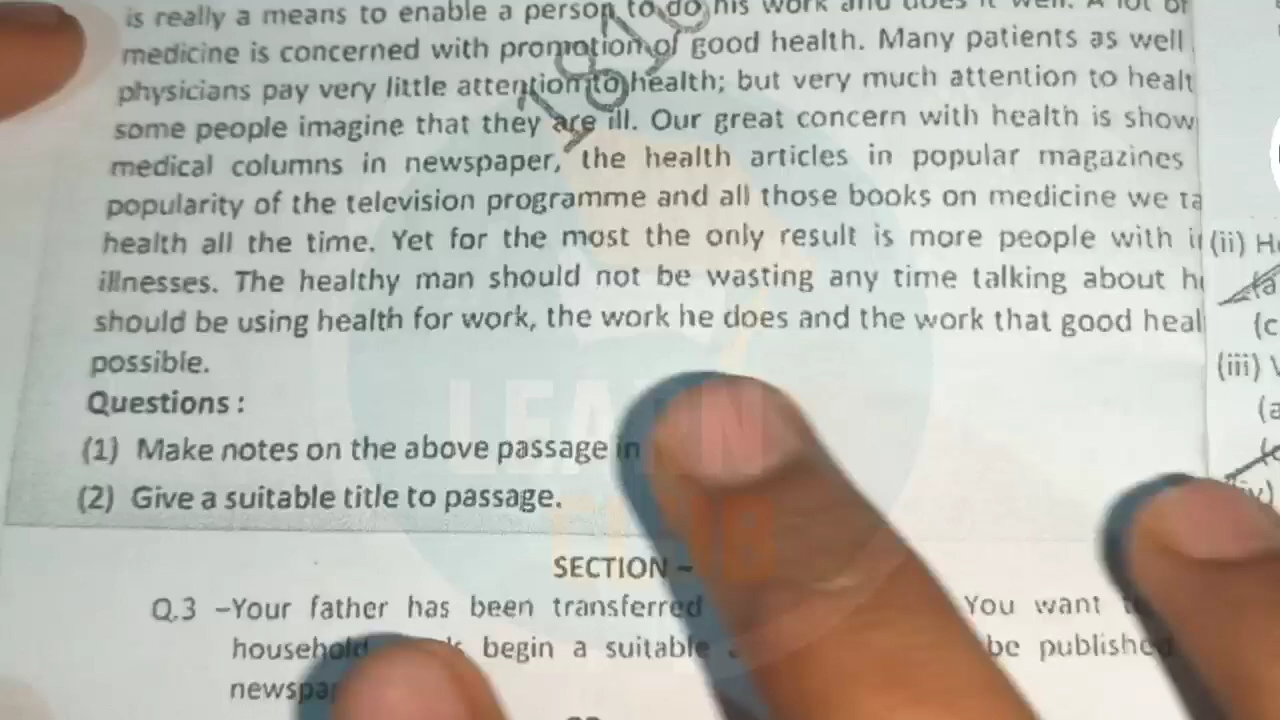 is really a means to enable a person to do his work and does it well. A lot of
medicine is concerned with promotion of good health. Many patients as well
physicians pay very little attention to health; but very much attention to healt
some people imagine that they are ill. Our great concern with health is show
medical columns in newspaper, the health articles in popular magazines
popularity of the television programme and all those books on medicine we ta
health all the time. Yet for the most the only result is more people with i
illnesses. The healthy man should not be wasting any time talking about h
should be using health for work, the work he does and the work that good heal
possible.
Questions :
(1) Make notes on the above passage in
(2) Give a suitable title to passage.
SECTION –
Q.3 –Your father has been transferred You want
household begin a suitable be published
newspa
(ii) H
(a
(c
(iii)
(a
(c
iv)
LEARN
CLUB